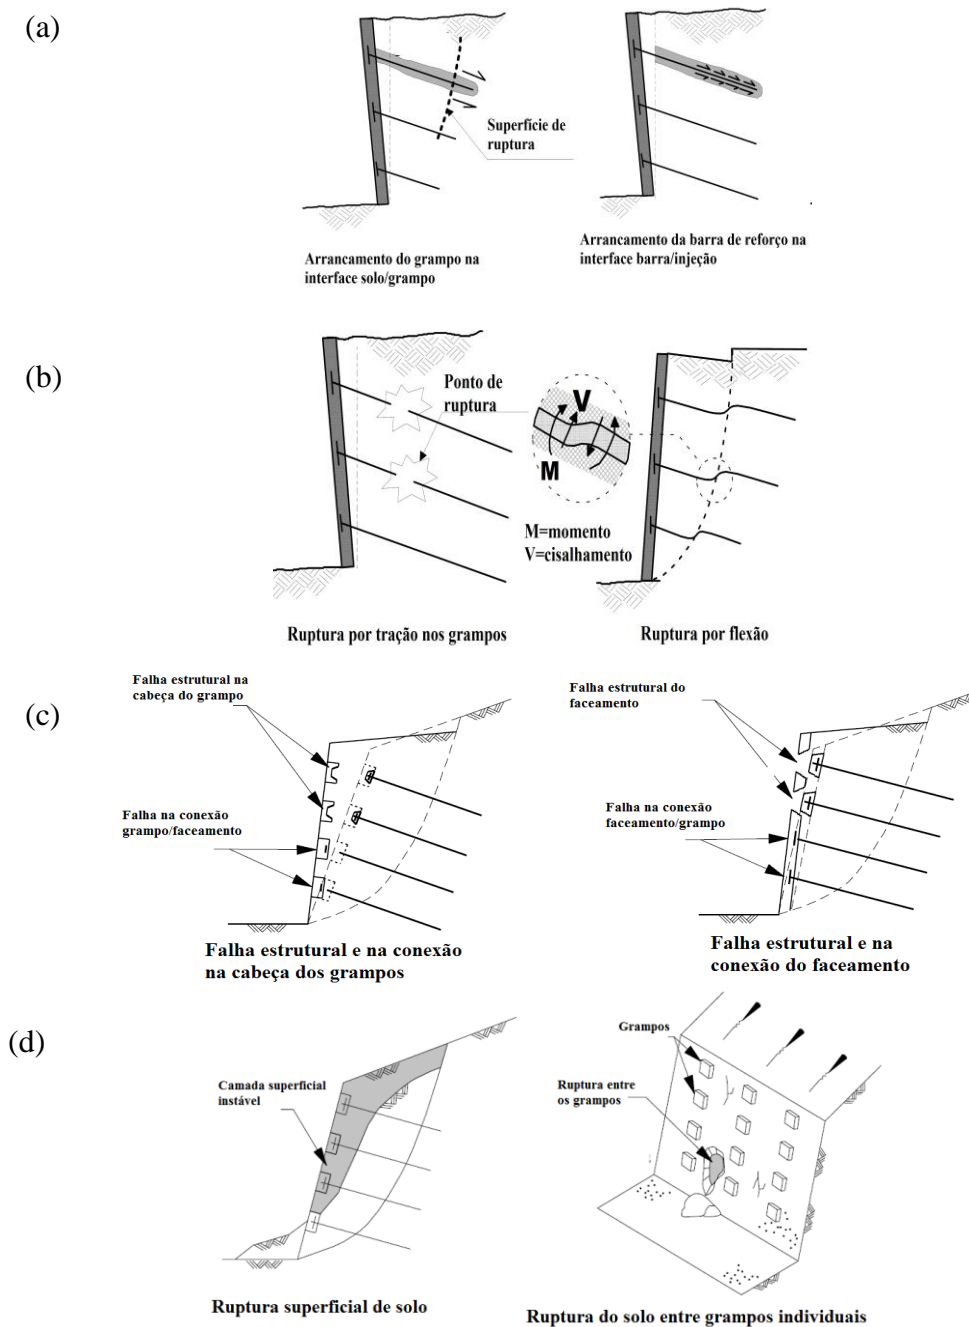 (a)
Superfície de
ruptura
Arrancamento do grampo na
interface solo/grampo
Arrancamento da barra de reforço na
interface barra/injeção
(b)
Ponto de
ruptura
V
M
M=momento
V=cisalhamento
Ruptura por tração nos grampos
Ruptura por flexão
(c)
Falha estrutural na
cabeça do grampo
Falha na conexão
grampo/faceamento
Falha estrutural e na conexão
na cabeça dos grampos
Falha estrutural do
faceamento
Falha na conexão
faceamento/grampo
Falha estrutural e na
conexão do faceamento
(d)
Camada superficial
instável
Ruptura superficial de solo
Grampos
Ruptura entre
os grampos
Ruptura do solo entre grampos individuais